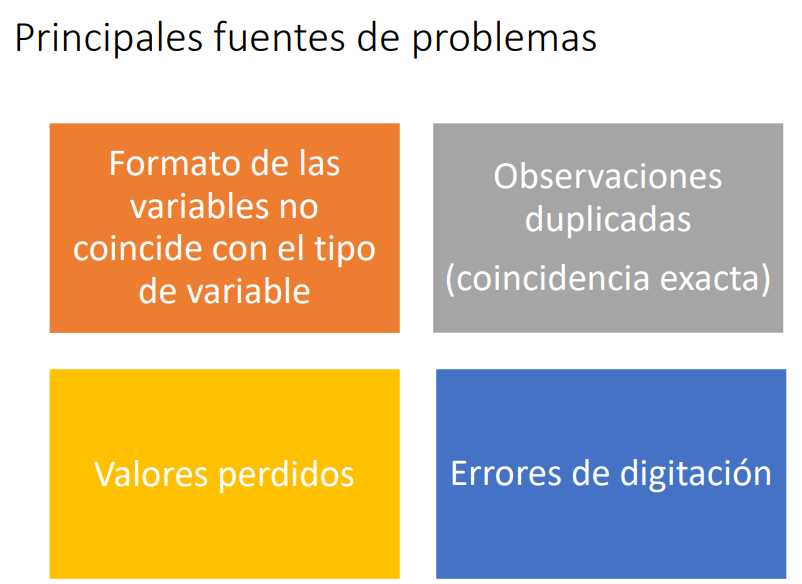 Principales fuentes de problemas
Formato de las
variables no
coincide con el tipo
de variable
Observaciones
duplicadas
(coincidencia exacta)
Valores perdidos
Errores de digitación